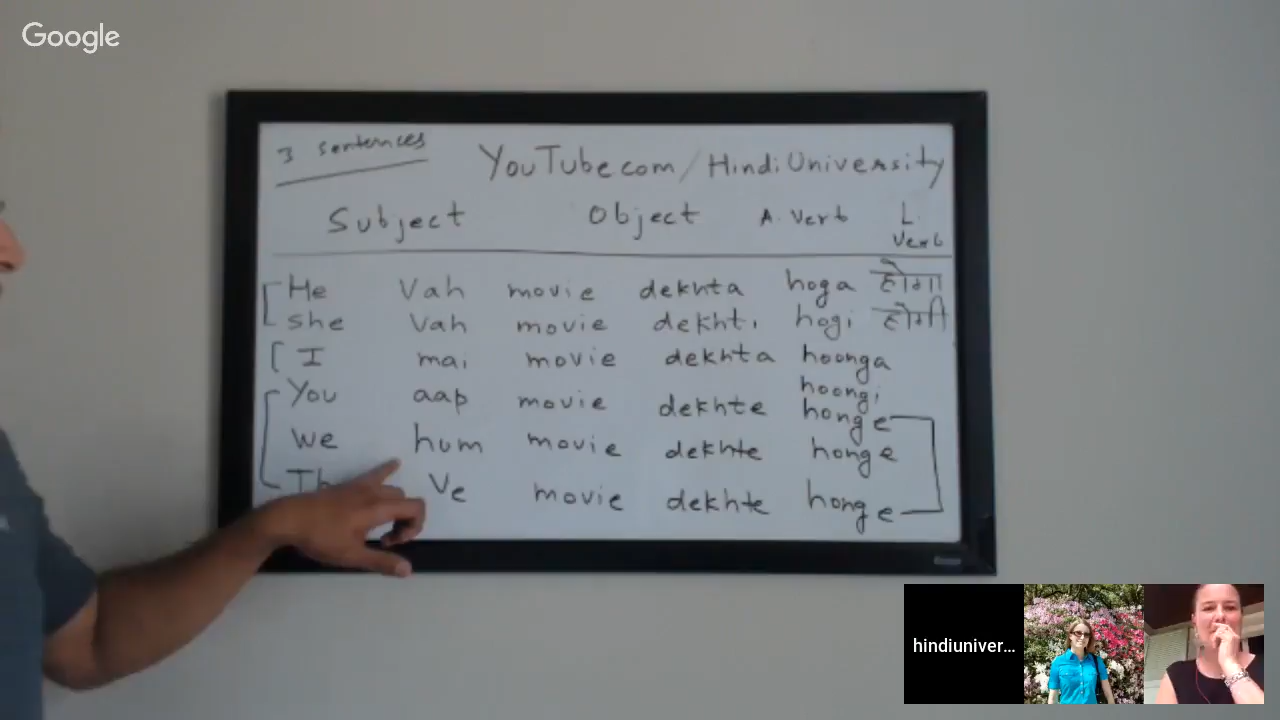 Google
3 sentences
YouTube.com/HindiUniversity
Subject Object A. Verb L. Verb
He Vah movie dekhta hoga होगा
she Vah movie dekhti hogi होगी
I mai movie dekhta hoonga
hoongi
You aap movie dekhte honge
we hum movie dekhte honge
Th Ve movie dekhte honge
hindiuniver...